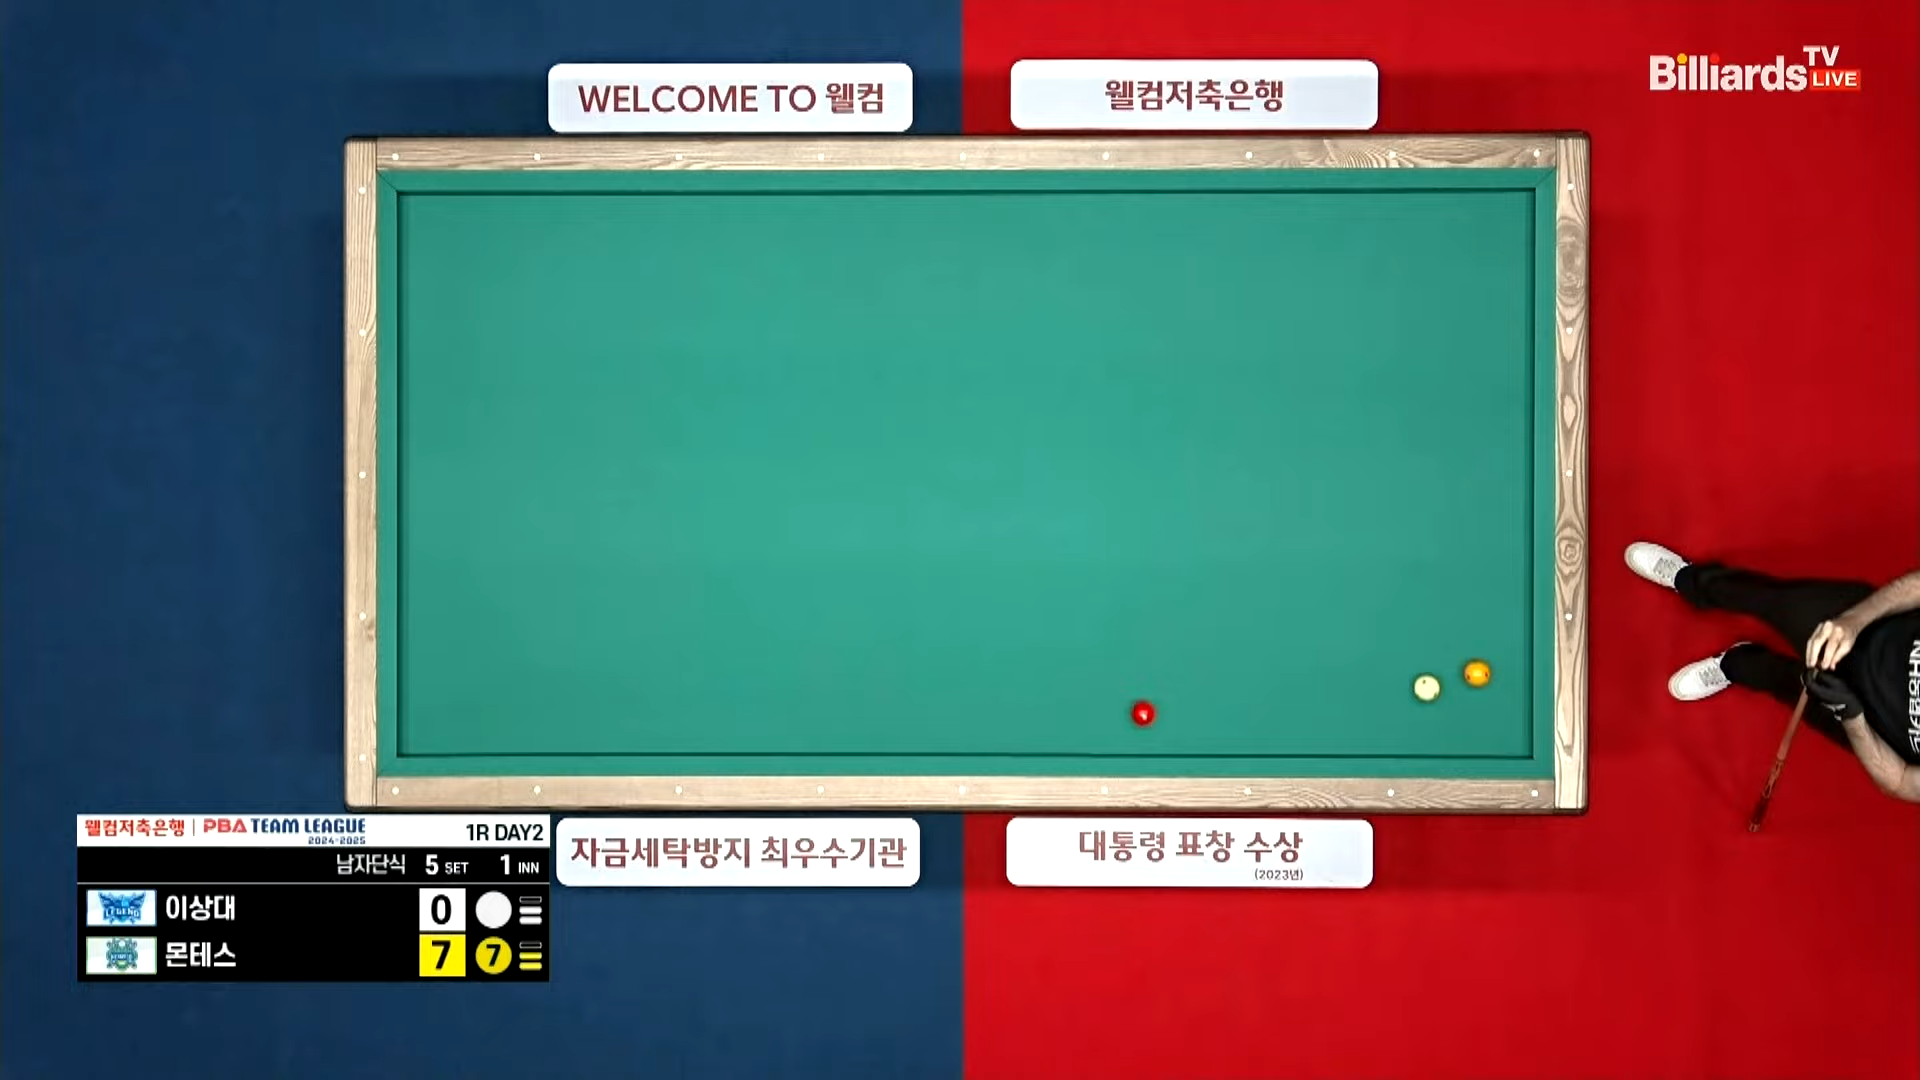 WELCOME TO 웰컴
웰컴저축은행
Billiards TV LIVE
자금세탁방지 최우수기관
대통령 표창 수상
(2023년)
웰컴저축은행 | PBA TEAM LEAGUE 2024-2025 1R DAY2
남자단식 5 SET 1 INN
LEGEND 이상대 0
몬테스 7 7